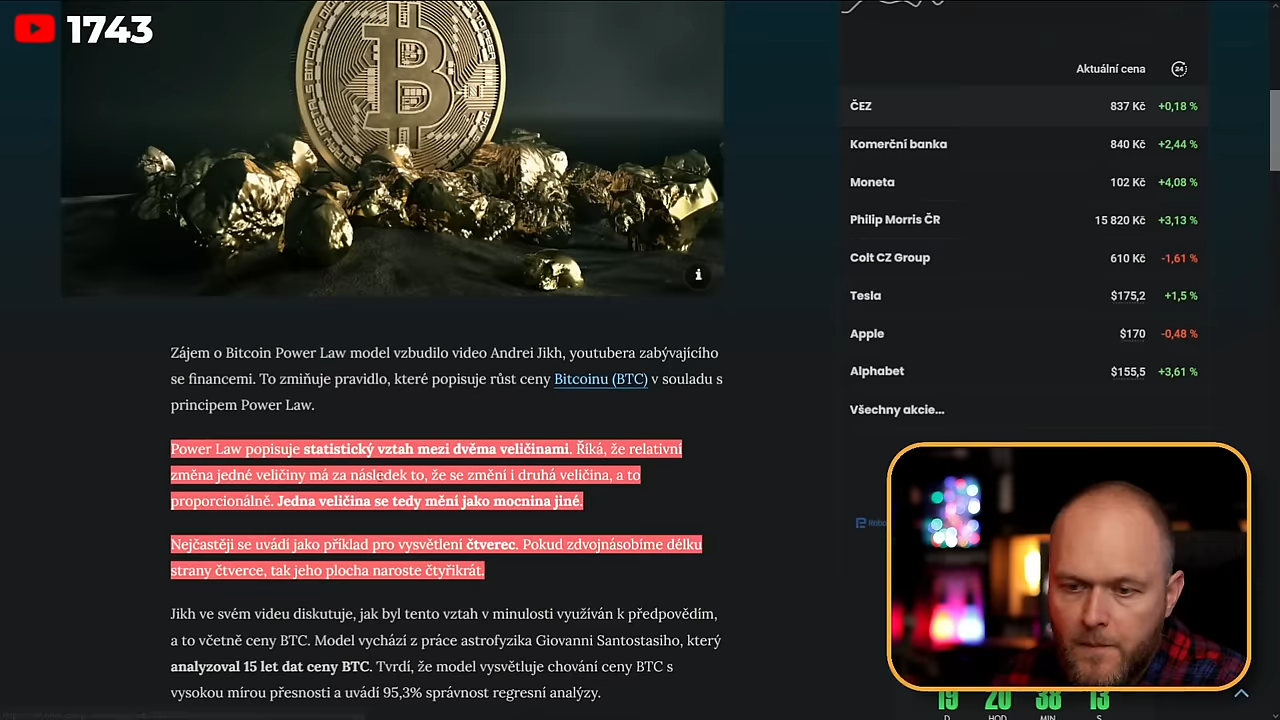 1743
Zájem o Bitcoin Power Law model vzbudilo video Andrei Jikh, youtubera zabývajícího
se financemi. To zmiňuje pravidlo, které popisuje růst ceny Bitcoinu (BTC) v souladu s
principem Power Law.
Power Law popisuje statistický vztah mezi dvěma veličinami. Říká, že relativní
změna jedné veličiny má za následek to, že se změní i druhá veličina, a to
proporcionálně. Jedna veličina se tedy mění jako mocnina jiné.
Nejčastěji se uvádí jako příklad pro vysvětlení čtverec. Pokud zdvojnásobíme délku
strany čtverce, tak jeho plocha naroste čtyřikrát.
Jikh ve svém videu diskutuje, jak byl tento vztah v minulosti využíván k předpovědím,
a to včetně ceny BTC. Model vychází z práce astrofyzika Giovanni Santostasiho, který
analyzoval 15 let dat ceny BTC. Tvrdí, že model vysvětluje chování ceny BTC s
vysokou mírou přesnosti a uvádí 95,3% správnost regresní analýzy.
Aktuální cena 24
ČEZ 837 Kč +0,18 %
Komerční banka 840 Kč +2,44 %
Moneta 102 Kč +4,08 %
Philip Morris ČR 15 820 Kč +3,13 %
Colt CZ Group 610 Kč -1,61 %
Tesla $175,2 +1,5 %
Apple $170 -0,48 %
Alphabet $155,5 +3,61 %
Všechny akcie...
19 20 38 13
D HOD MIN S